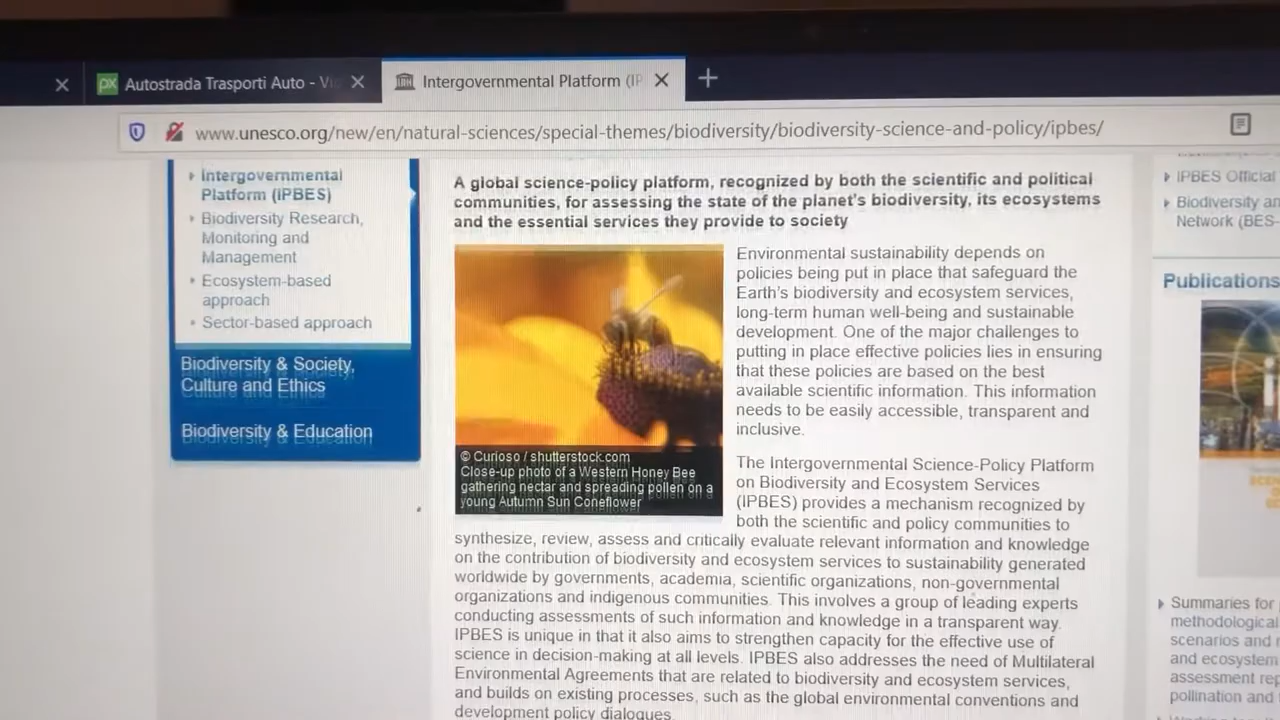 Autostrada Trasporti Auto - Vi
Intergovernmental Platform (IP
www.unesco.org/new/en/natural-sciences/special-themes/biodiversity/biodiversity-science-and-policy/ipbes/
Intergovernmental
Platform (IPBES)
Biodiversity Research,
Monitoring and
Management
Ecosystem-based
approach
Sector-based approach
Biodiversity & Society,
Culture and Ethics
Biodiversity & Education
A global science-policy platform, recognized by both the scientific and political
communities, for assessing the state of the planet's biodiversity, its ecosystems
and the essential services they provide to society
© Curioso / shutterstock.com
Close-up photo of a Western Honey Bee
gathering nectar and spreading pollen on a
young Autumn Sun Coneflower
Environmental sustainability depends on
policies being put in place that safeguard the
Earth's biodiversity and ecosystem services,
long-term human well-being and sustainable
development. One of the major challenges to
putting in place effective policies lies in ensuring
that these policies are based on the best
available scientific information. This information
needs to be easily accessible, transparent and
inclusive.
The Intergovernmental Science-Policy Platform
on Biodiversity and Ecosystem Services
(IPBES) provides a mechanism recognized by
both the scientific and policy communities to
synthesize, review, assess and critically evaluate relevant information and knowledge
on the contribution of biodiversity and ecosystem services to sustainability generated
worldwide by governments, academia, scientific organizations, non-governmental
organizations and indigenous communities. This involves a group of leading experts
conducting assessments of such information and knowledge in a transparent way.
IPBES is unique in that it also aims to strengthen capacity for the effective use of
science in decision-making at all levels. IPBES also addresses the need of Multilateral
Environmental Agreements that are related to biodiversity and ecosystem services,
and builds on existing processes, such as the global environmental conventions and
development policy dialogues.
IPBES Official
Biodiversity an
Network (BES-
Publications
Summaries for
methodological
scenarios and
and ecosystem
assessment rep
pollination and